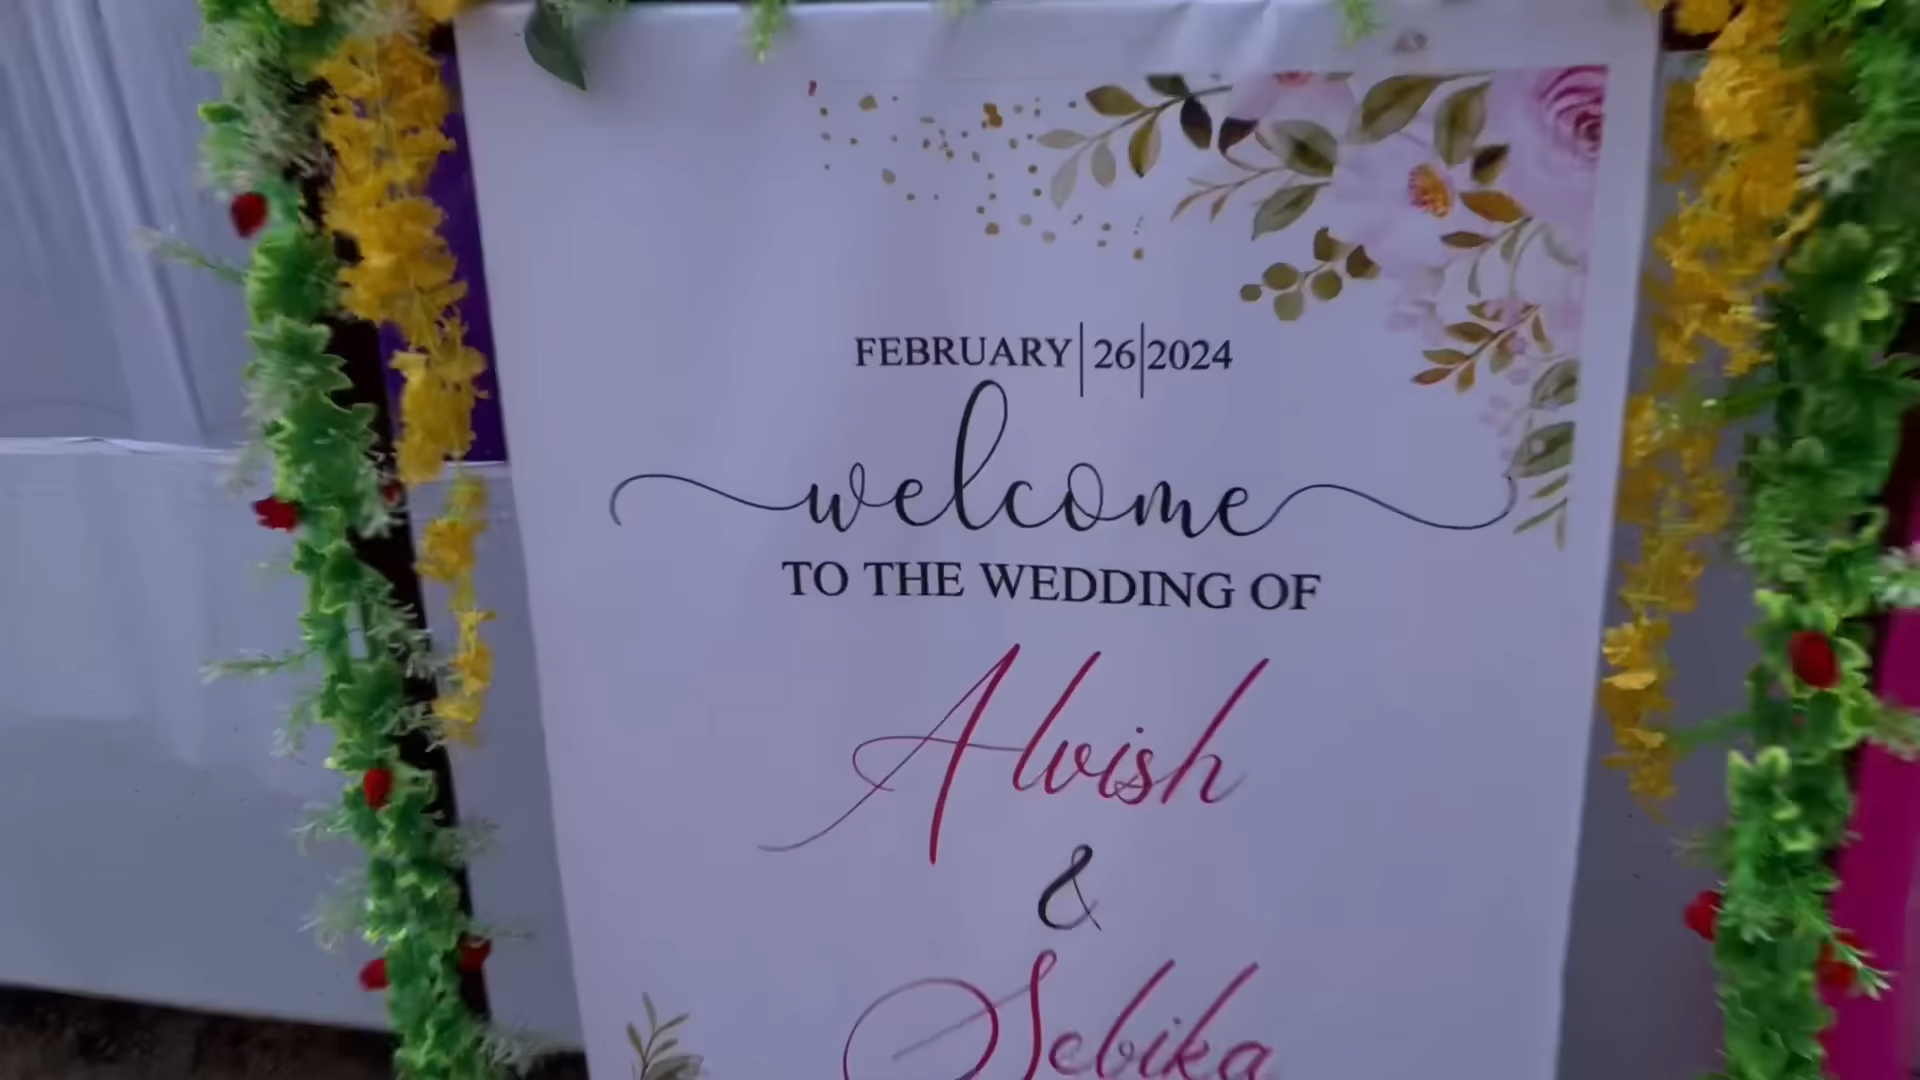 FEBRUARY|26|2024
welcome
TO THE WEDDING OF
Alvish
&
Sebika